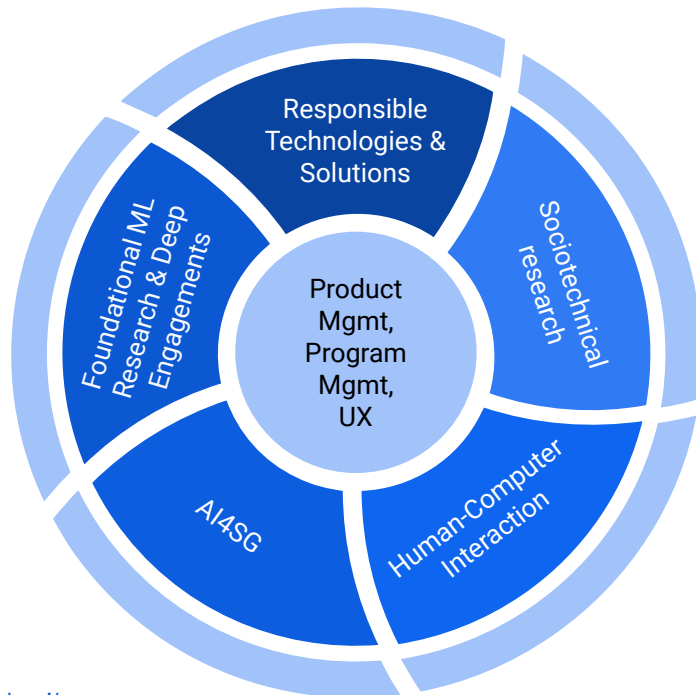 Responsible
Technologies &
Solutions
Sociotechnical
research
Human-Computer
Interaction
AI4SG
Foundational ML
Research & Deep
Engagements
Product
Mgmt,
Program
Mgmt,
UX